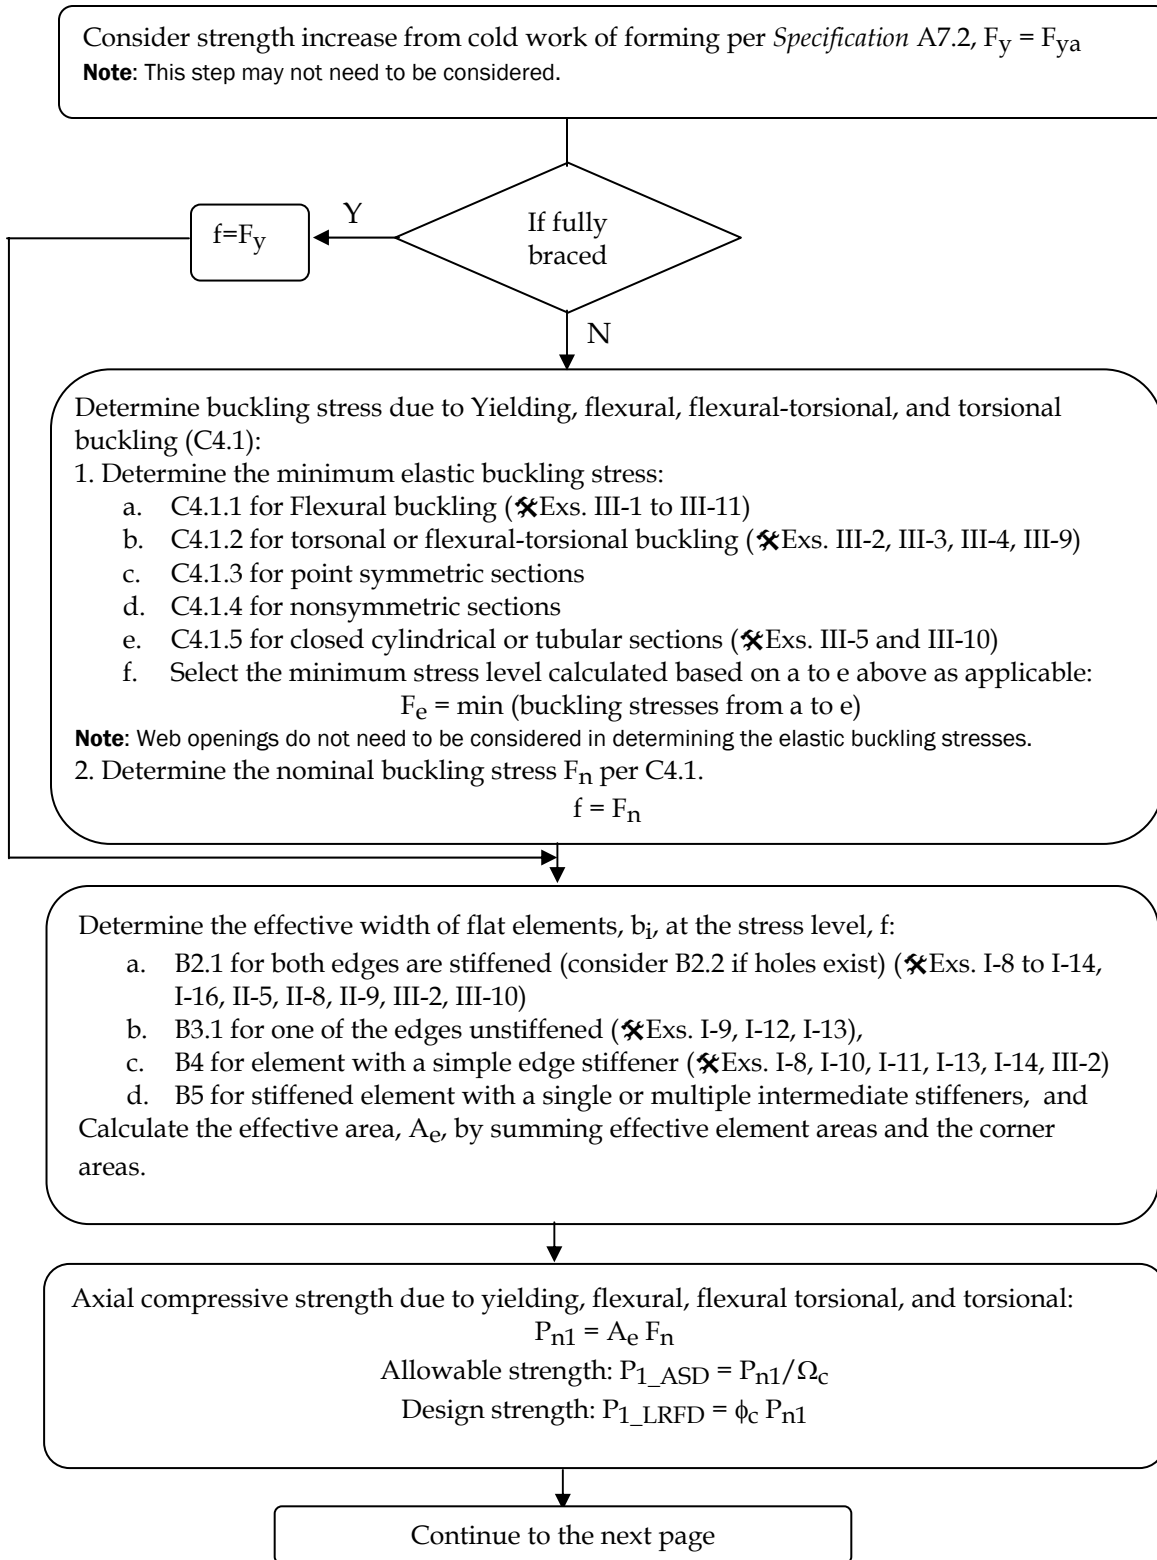 Consider strength increase from cold work of forming per Specification A7.2, Fy = Fya
Note: This step may not need to be considered.
If fully
braced
Y
f=Fy
N
Determine buckling stress due to Yielding, flexural, flexural-torsional, and torsional
buckling (C4.1):
1. Determine the minimum elastic buckling stress:
a. C4.1.1 for Flexural buckling (🛠Exs. III-1 to III-11)
b. C4.1.2 for torsonal or flexural-torsional buckling (🛠Exs. III-2, III-3, III-4, III-9)
c. C4.1.3 for point symmetric sections
d. C4.1.4 for nonsymmetric sections
e. C4.1.5 for closed cylindrical or tubular sections (🛠Exs. III-5 and III-10)
f. Select the minimum stress level calculated based on a to e above as applicable:
Fe = min (buckling stresses from a to e)
Note: Web openings do not need to be considered in determining the elastic buckling stresses.
2. Determine the nominal buckling stress Fn per C4.1.
f = Fn
Determine the effective width of flat elements, bi, at the stress level, f:
a. B2.1 for both edges are stiffened (consider B2.2 if holes exist) (🛠Exs. I-8 to I-14,
I-16, II-5, II-8, II-9, III-2, III-10)
b. B3.1 for one of the edges unstiffened (🛠Exs. I-9, I-12, I-13),
c. B4 for element with a simple edge stiffener (🛠Exs. I-8, I-10, I-11, I-13, I-14, III-2)
d. B5 for stiffened element with a single or multiple intermediate stiffeners, and
Calculate the effective area, Ae, by summing effective element areas and the corner
areas.
Axial compressive strength due to yielding, flexural, flexural torsional, and torsional:
Pn1 = Ae Fn
Allowable strength: P1_ASD = Pn1/Ωc
Design strength: P1_LRFD = ϕc Pn1
Continue to the next page